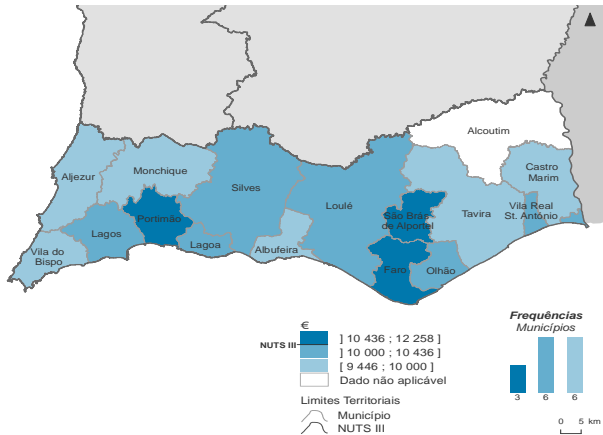 Alcoutim
Aljezur
Monchique
Castro
Marim
Silves
Loulé
Portimão
São Brás
de Alportel
Tavira
Vila Real
St. António
Lagos
Lagoa
Albufeira
Vila do
Bispo
Faro
Olhão
€
NUTS III
] 10 436 ; 12 258 ]
] 10 000 ; 10 436 ]
[ 9 446 ; 10 000 ]
Dado não aplicável
Limites Territoriais
Município
NUTS III
Frequências
Municípios
3 6 6
0 5 km